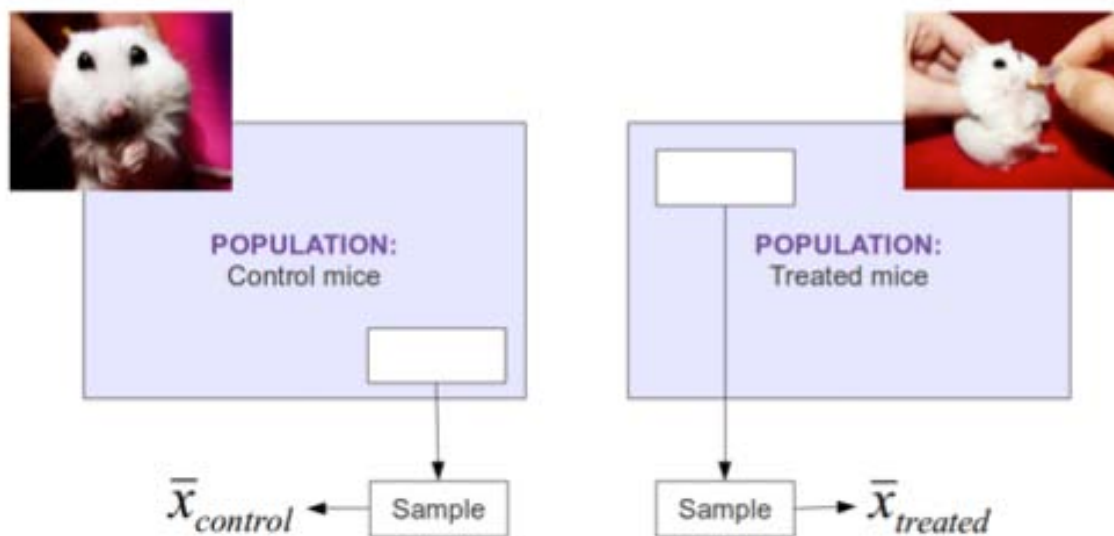 POPULATION:
Control mice
POPULATION:
Treated mice
x̄control
Sample
Sample
x̄treated